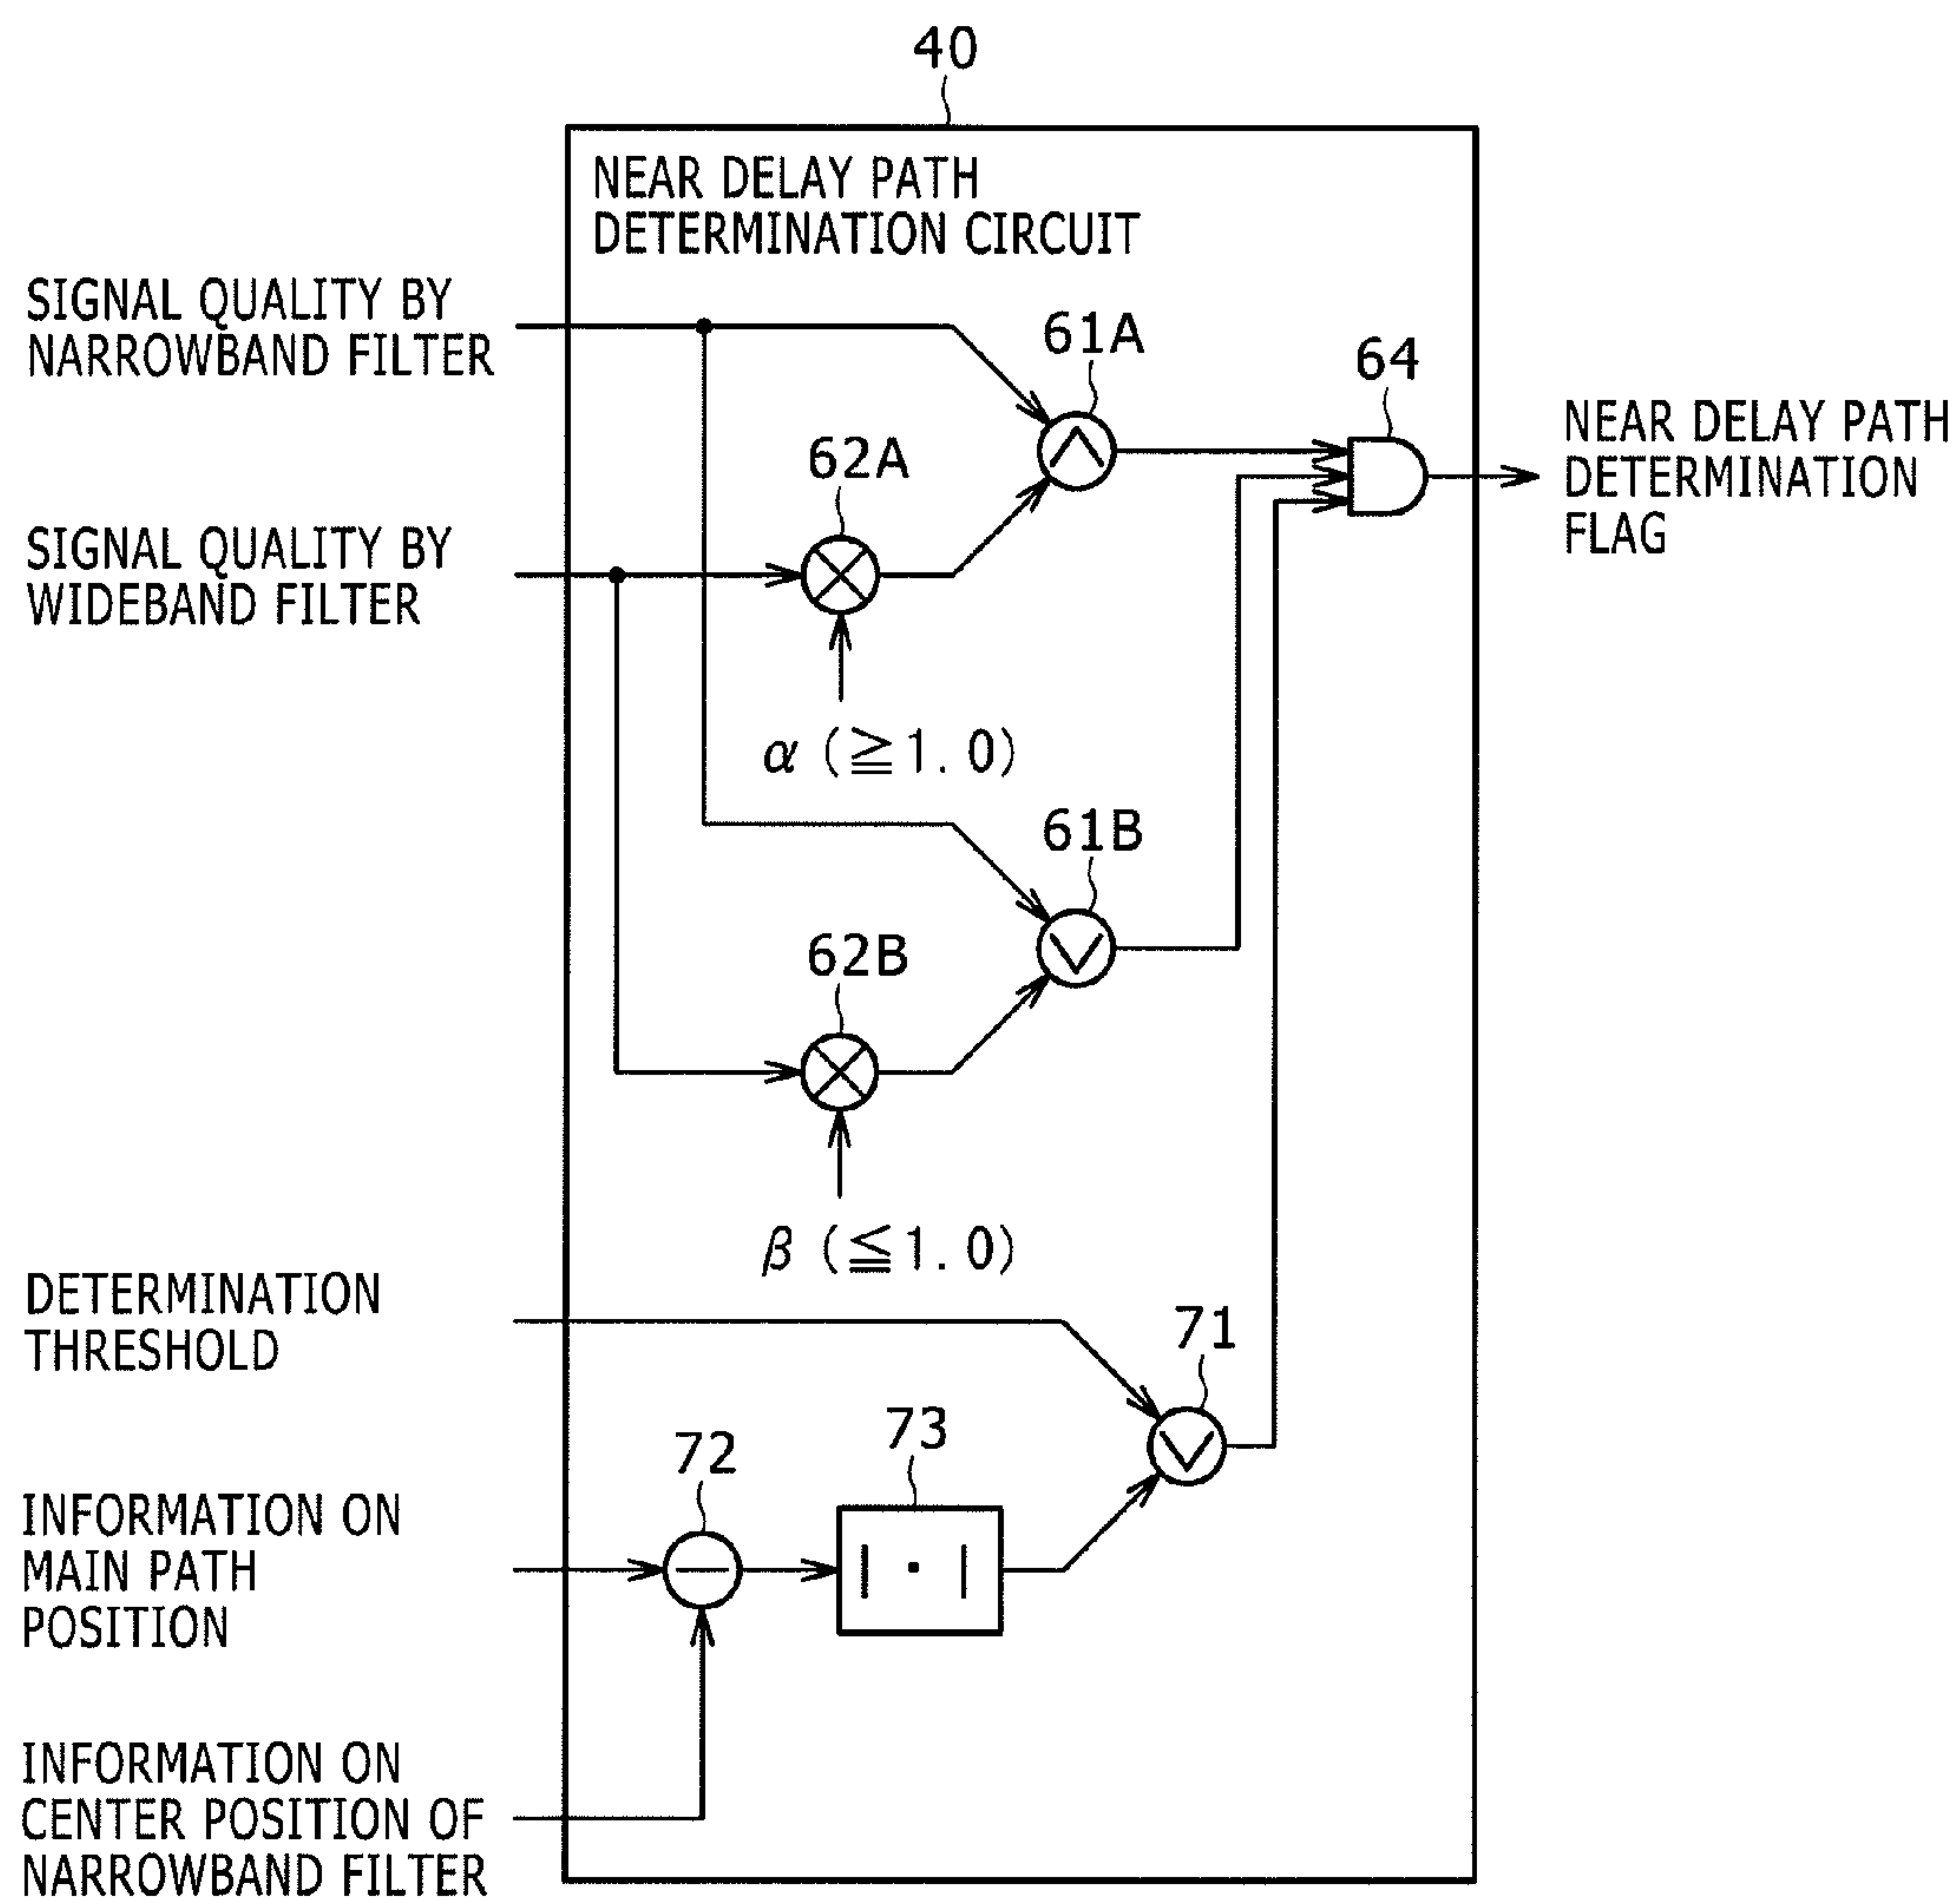 40
NEAR DELAY PATH
DETERMINATION CIRCUIT
SIGNAL QUALITY BY
NARROWBAND FILTER
61A
64
NEAR DELAY PATH
DETERMINATION
FLAG
62A
SIGNAL QUALITY BY
WIDEBAND FILTER
α (≧1.0)
61B
62B
β (≦1.0)
DETERMINATION
THRESHOLD
71
73
72
|·|
INFORMATION ON
MAIN PATH
POSITION
INFORMATION ON
CENTER POSITION OF
NARROWBAND FILTER